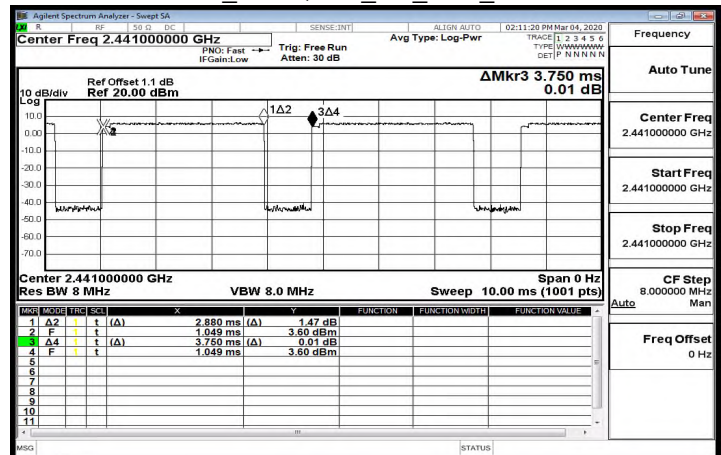 Agilent Spectrum Analyzer - Swept SA
R RF 50 Ω DC SENSE:INT ALIGN AUTO 02:11:20 PM Mar 04, 2020
Center Freq 2.441000000 GHz
PNO: Fast
IFGain:Low
Trig: Free Run
Atten: 30 dB
Avg Type: Log-Pwr
TRACE 1 2 3 4 5 6
TYPE WWWWWW
DET P N N N N N
Ref Offset 1.1 dB
10 dB/div Ref 20.00 dBm
Log
ΔMkr3 3.750 ms
0.01 dB
10.0
0.00
-10.0
-20.0
-30.0
-40.0
-50.0
-60.0
-70.0
1Δ2
3Δ4
Center 2.441000000 GHz Span 0 Hz
Res BW 8 MHz VBW 8.0 MHz Sweep 10.00 ms (1001 pts)
MKR MODE TRC SCL X Y FUNCTION FUNCTION WIDTH FUNCTION VALUE
1 Δ2 1 t (Δ) 2.880 ms (Δ) 1.47 dB
2 F 1 t 1.049 ms 3.60 dBm
3 Δ4 1 t (Δ) 3.750 ms (Δ) 0.01 dB
4 F 1 t 1.049 ms 3.60 dBm
5
6
7
8
9
10
11
MSG STATUS
Frequency
Auto Tune
Center Freq
2.441000000 GHz
Start Freq
2.441000000 GHz
Stop Freq
2.441000000 GHz
CF Step
8.000000 MHz
Auto Man
Freq Offset
0 Hz